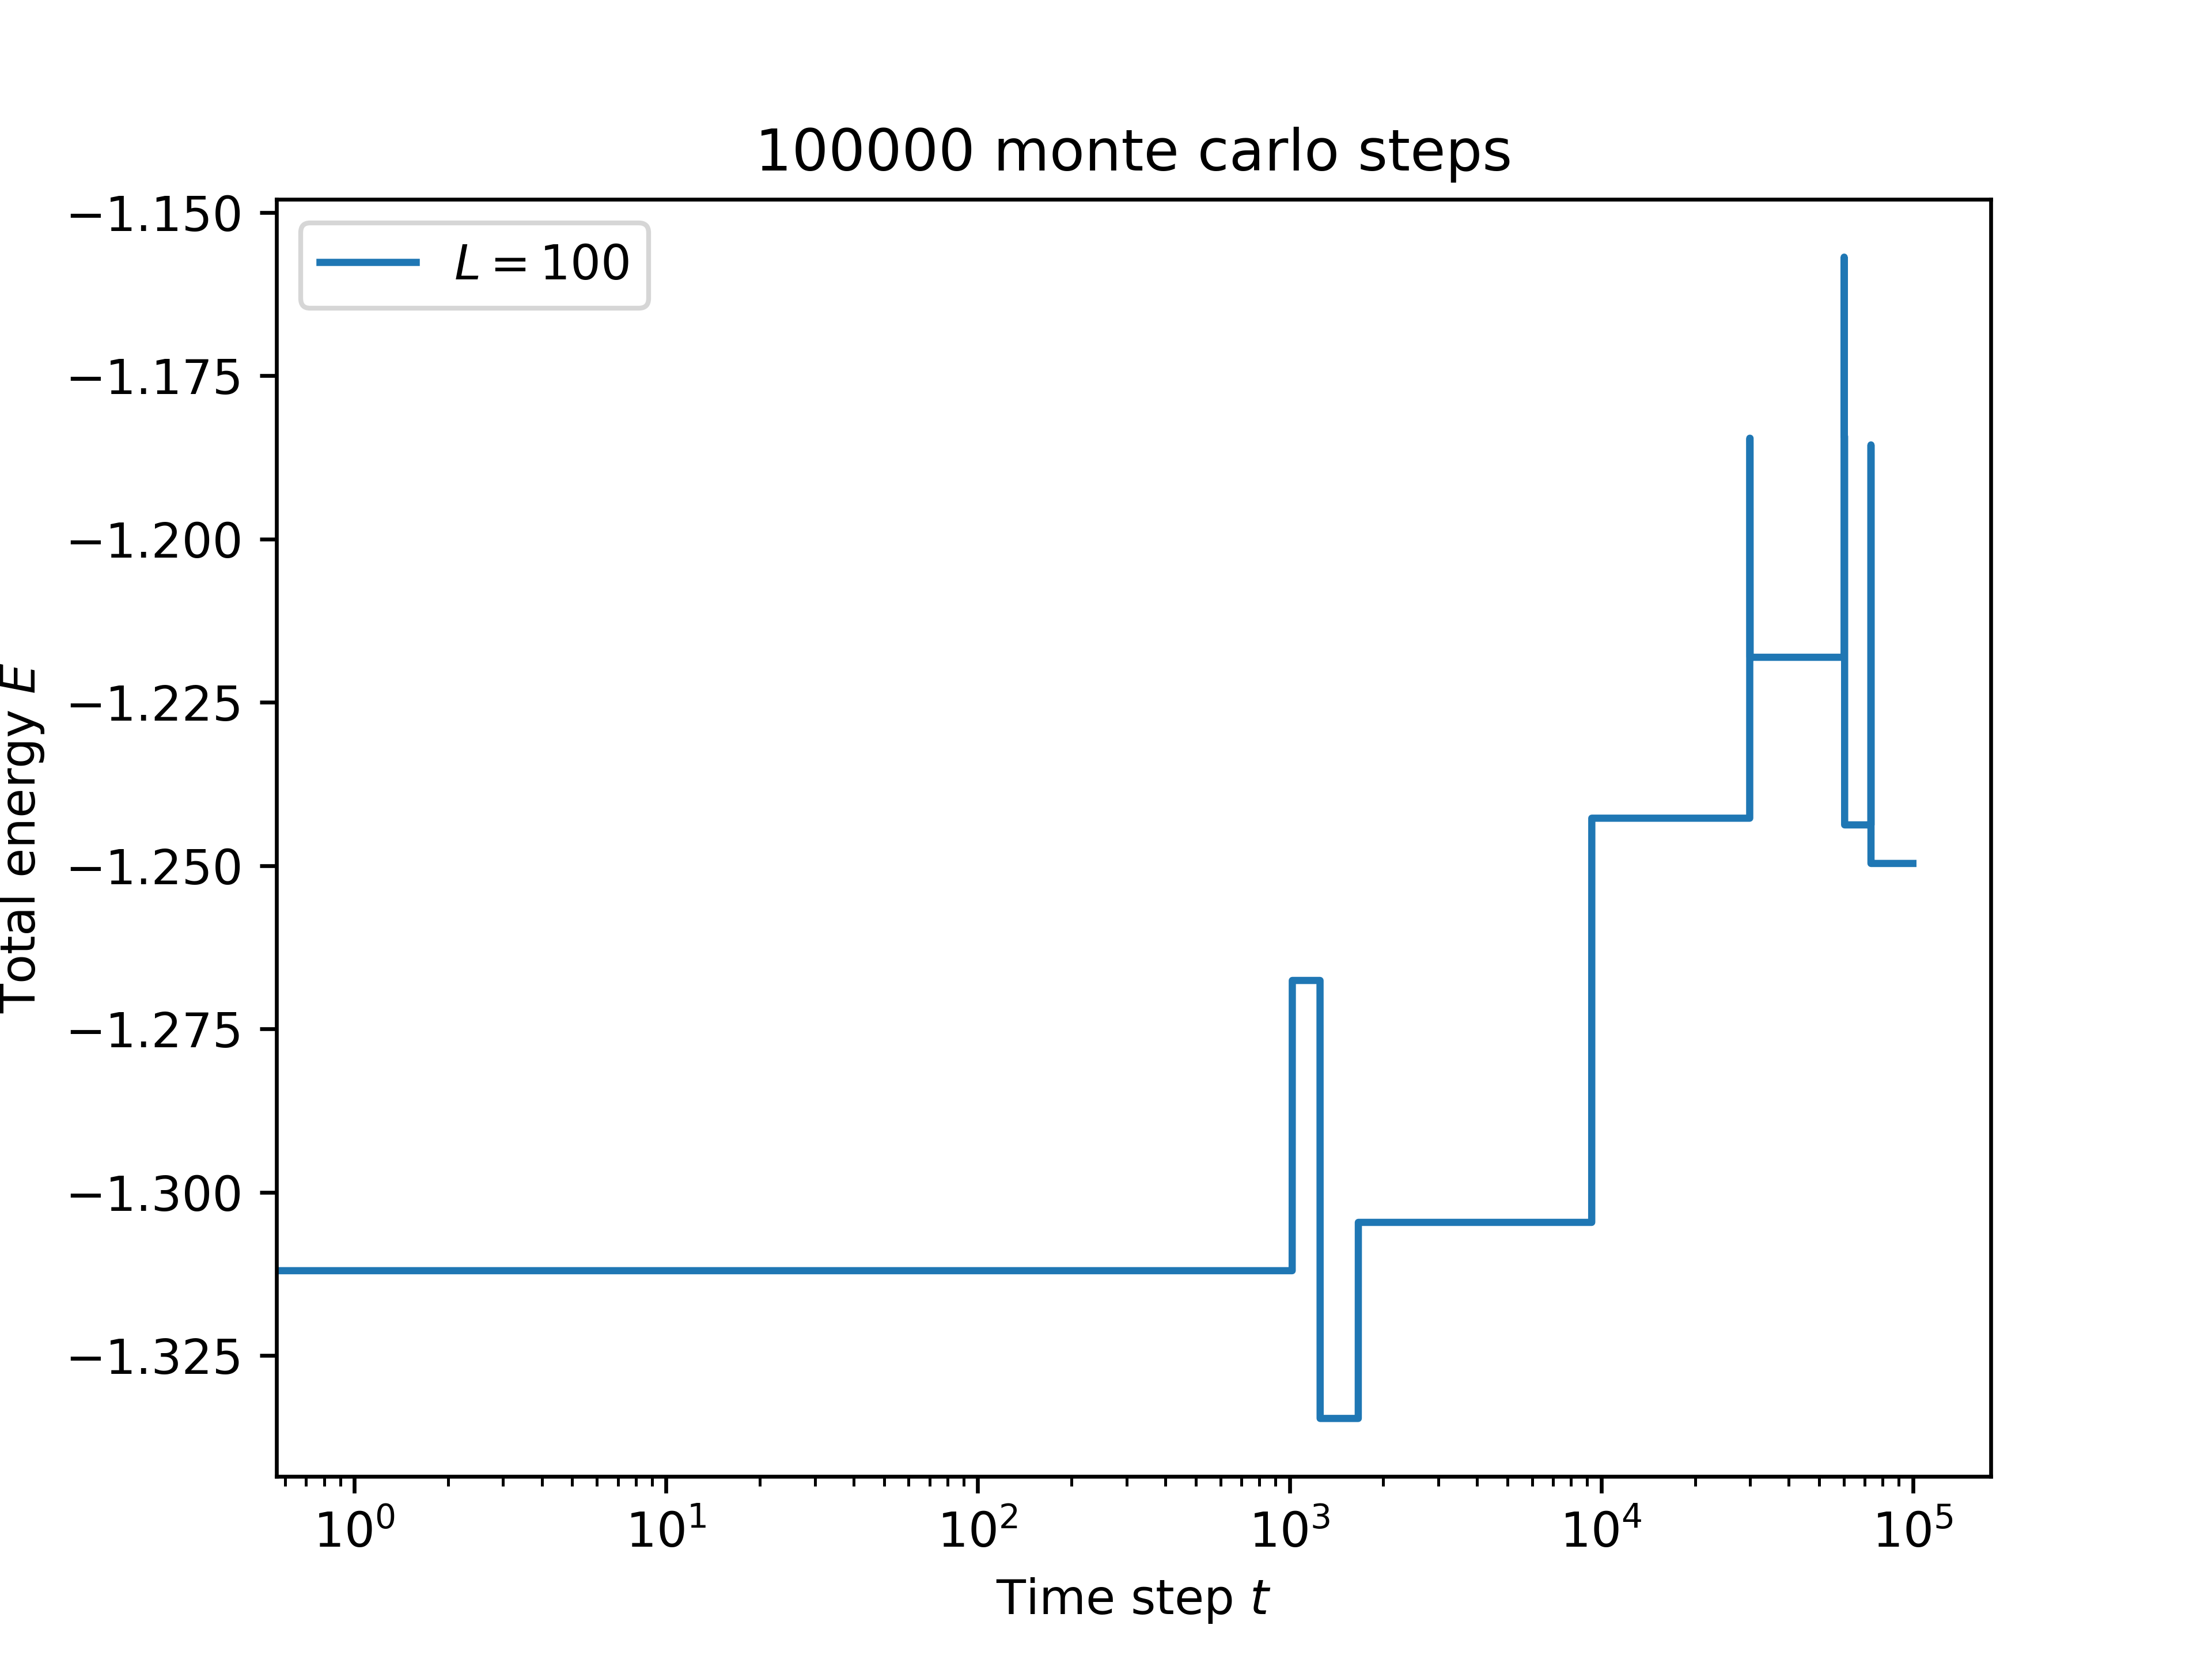 100000 monte carlo steps
L = 100
Total energy E
−1.150
−1.175
−1.200
−1.225
−1.250
−1.275
−1.300
−1.325
10⁰ 10¹ 10² 10³ 10⁴ 10⁵
Time step t